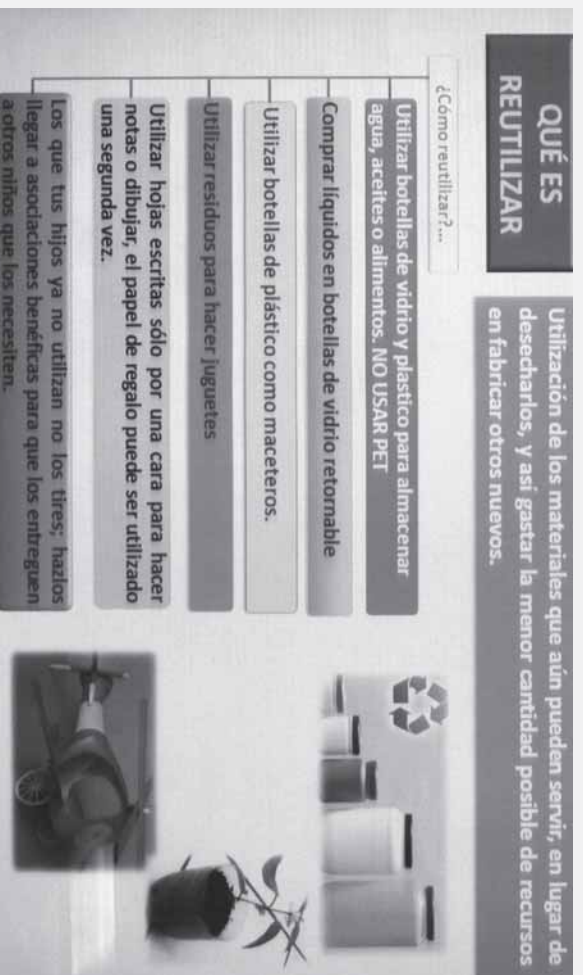 QUÉ ES
REUTILIZAR
Utilización de los materiales que aún pueden servir, en lugar de
desecharlos, y así gastar la menor cantidad posible de recursos
en fabricar otros nuevos.
¿Cómo reutilizar?...
Utilizar botellas de vidrio y plastico para almacenar
agua, aceites o alimentos. NO USAR PET
Comprar líquidos en botellas de vidrio retornable
Utilizar botellas de plástico como maceteros.
Utilizar residuos para hacer juguetes
Utilizar hojas escritas sólo por una cara para hacer
notas o dibujar, el papel de regalo puede ser utilizado
una segunda vez.
Los que tus hijos ya no utilizan no los tires; hazlos
llegar a asociaciones benéficas para que los entreguen
a otros niños que los necesiten.